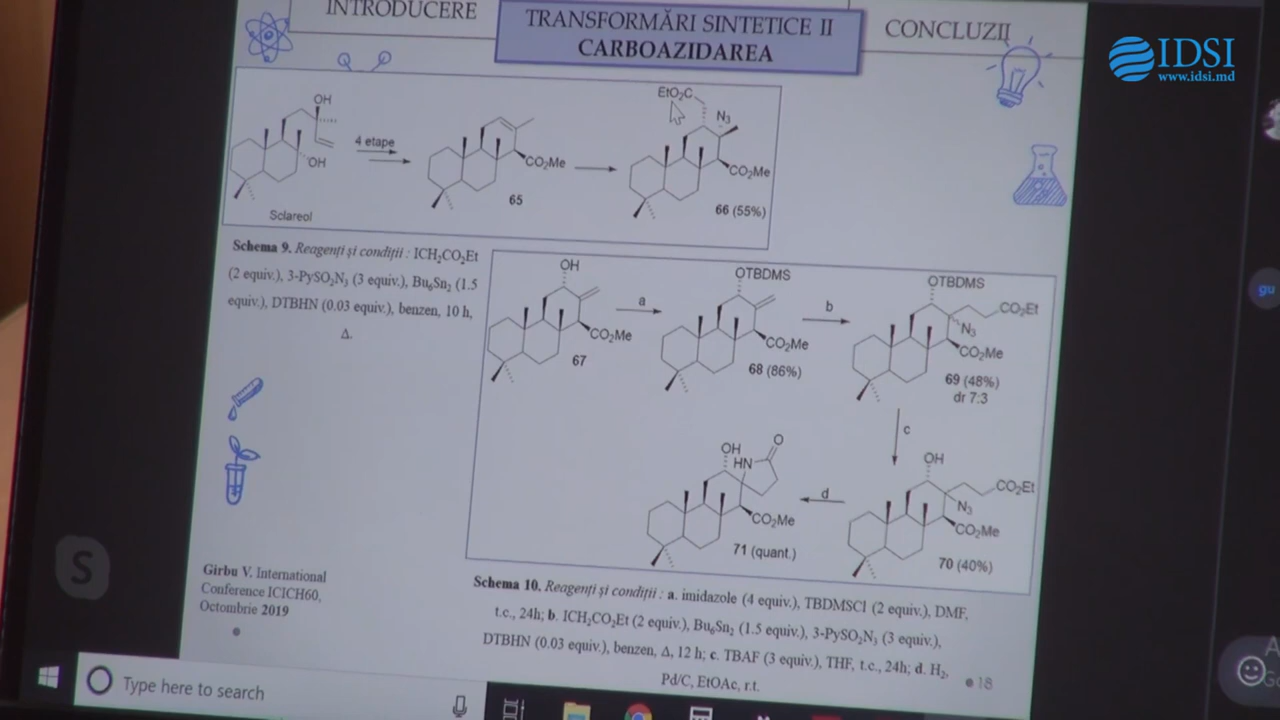 INTRODUCERE
TRANSFORMĂRI SINTETICE II
CARBOAZIDAREA
CONCLUZII
IDSI
www.idsi.md
OH
OH
Sclareol
4 etape
CO₂Me
65
EtO₂C
N₃
CO₂Me
66 (55%)
Schema 9. Reagenți și condiții : ICH₂CO₂Et
(2 equiv.), 3-PySO₂N₃ (3 equiv.), Bu₆Sn₂ (1.5
equiv.), DTBHN (0.03 equiv.), benzen, 10 h,
Δ.
OH
CO₂Me
67
a
OTBDMS
CO₂Me
68 (86%)
b
OTBDMS
CO₂Et
N₃
CO₂Me
69 (48%)
dr 7:3
c
OH
CO₂Et
N₃
CO₂Me
70 (40%)
d
OH
HN
O
CO₂Me
71 (quant.)
Schema 10. Reagenți și condiții : a. imidazole (4 equiv.), TBDMSCl (2 equiv.), DMF,
t.c., 24h; b. ICH₂CO₂Et (2 equiv.), Bu₆Sn₂ (1.5 equiv.), 3-PySO₂N₃ (3 equiv.),
DTBHN (0.03 equiv.), benzen, Δ, 12 h; c. TBAF (3 equiv.), THF, t.c., 24h; d. H₂,
Pd/C, EtOAc, r.t.
18
Girbu V. International
Conference ICICH60,
Octombrie 2019
S
gu
Type here to search